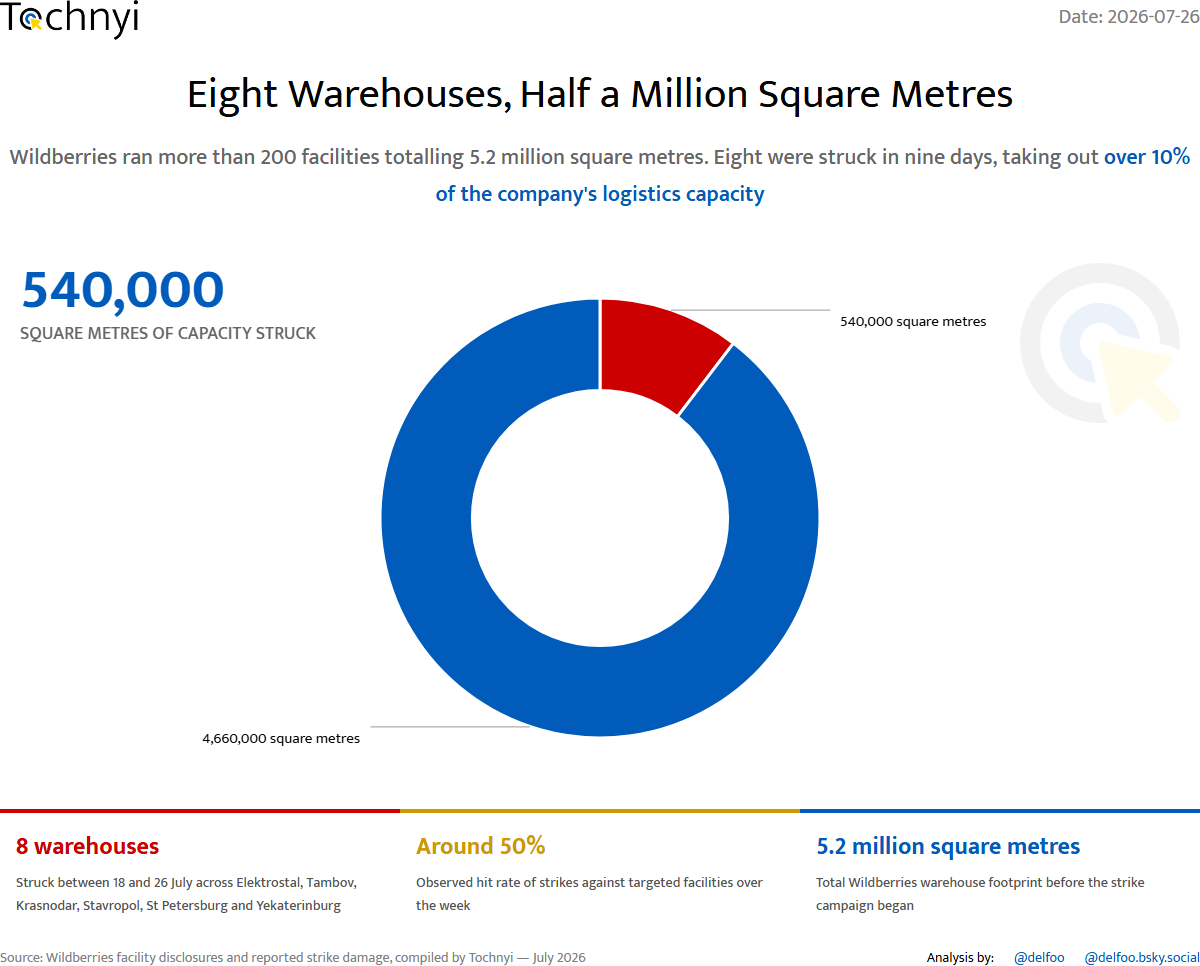 Tochnyi
Date: 2026-07-26
Eight Warehouses, Half a Million Square Metres
Wildberries ran more than 200 facilities totalling 5.2 million square metres. Eight were struck in nine days, taking out over 10%
of the company's logistics capacity
540,000
SQUARE METRES OF CAPACITY STRUCK
540,000 square metres
4,660,000 square metres
8 warehouses
Struck between 18 and 26 July across Elektrostal, Tambov,
Krasnodar, Stavropol, St Petersburg and Yekaterinburg
Around 50%
Observed hit rate of strikes against targeted facilities over
the week
5.2 million square metres
Total Wildberries warehouse footprint before the strike
campaign began
Source: Wildberries facility disclosures and reported strike damage, compiled by Tochnyi — July 2026
Analysis by: @delfoo @delfoo.bsky.social